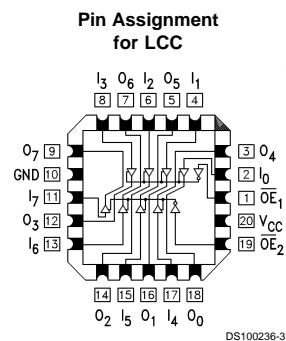 Pin Assignment
for LCC
I3 O6 I2 O5 I1
8 7 6 5 4
O7 9
GND 10
I7 11
O3 12
I6 13
3 O4
2 I0
1 OE1
20 VCC
19 OE2
14 15 16 17 18
O2 I5 O1 I4 O0
DS100236-3